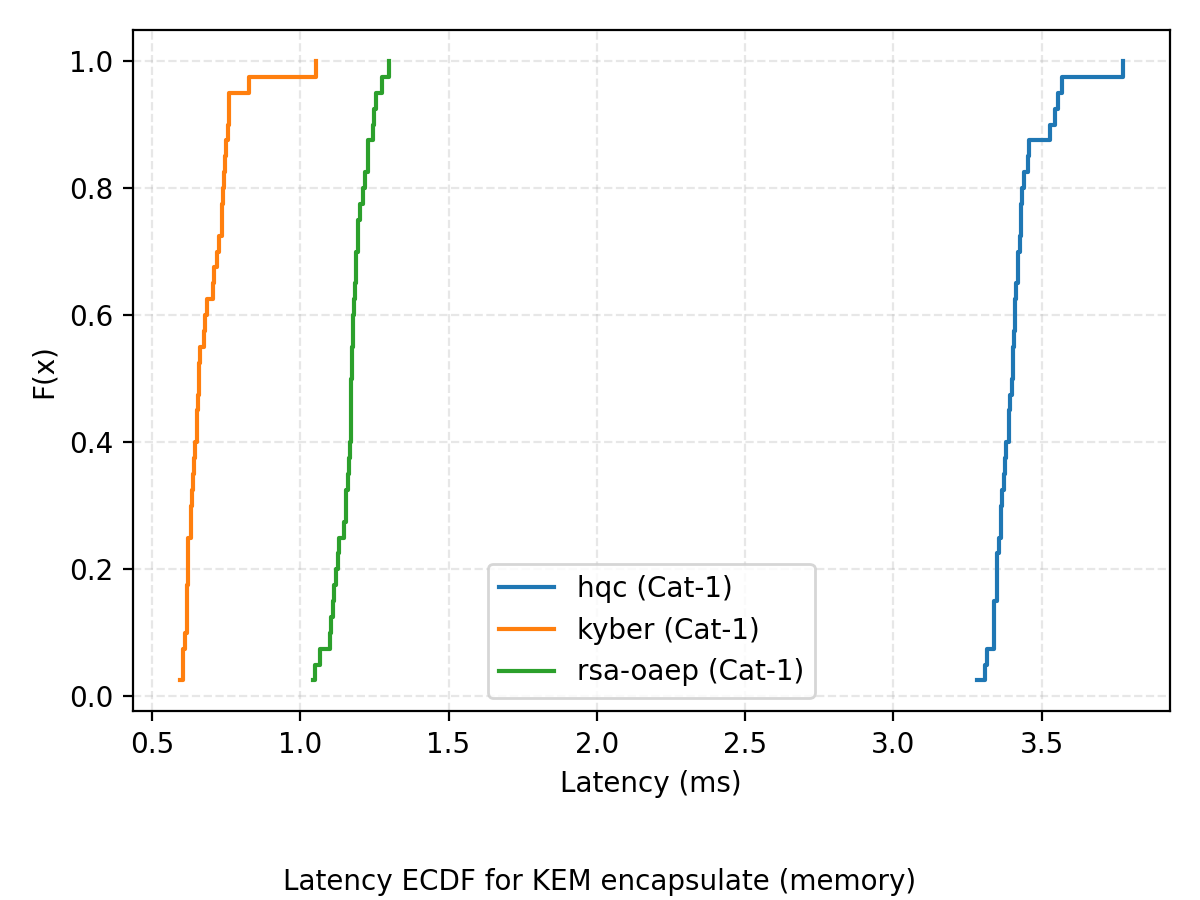 1.0
0.8
0.6
0.4
0.2
0.0
F(x)
hqc (Cat-1)
kyber (Cat-1)
rsa-oaep (Cat-1)
0.5 1.0 1.5 2.0 2.5 3.0 3.5
Latency (ms)
Latency ECDF for KEM encapsulate (memory)